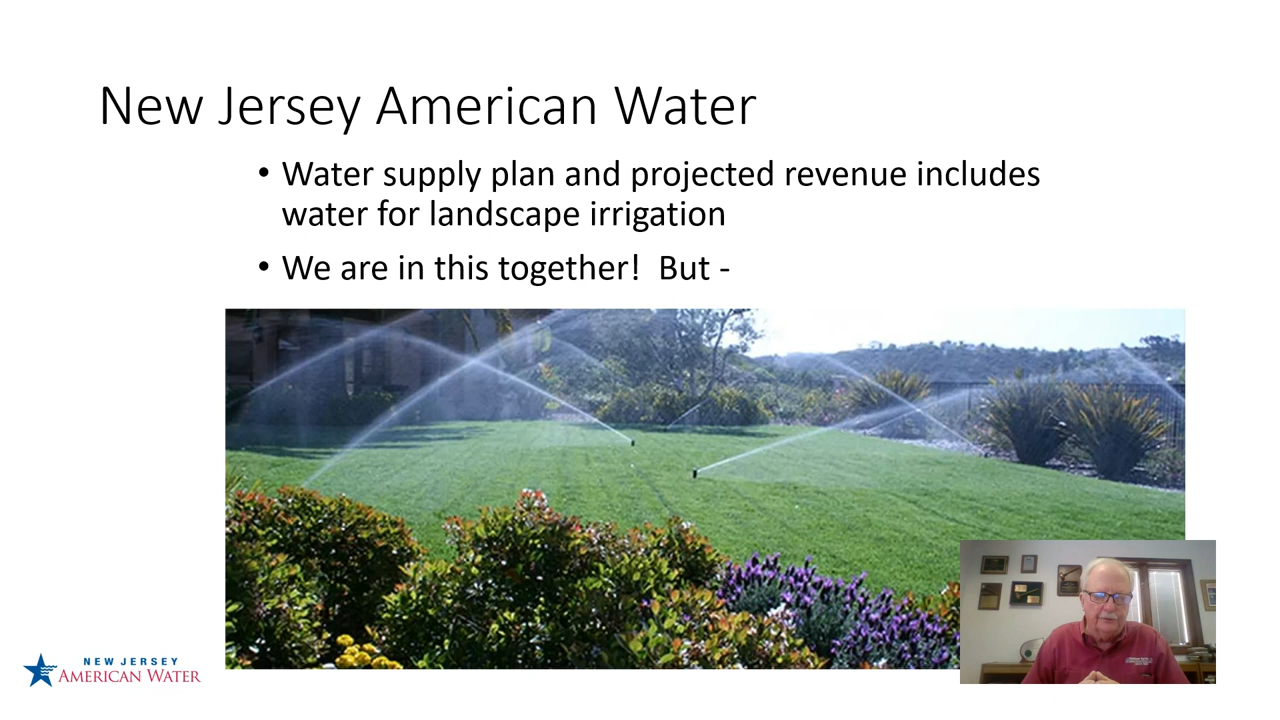 New Jersey American Water
• Water supply plan and projected revenue includes
water for landscape irrigation
• We are in this together!  But -
NEW JERSEY
AMERICAN WATER